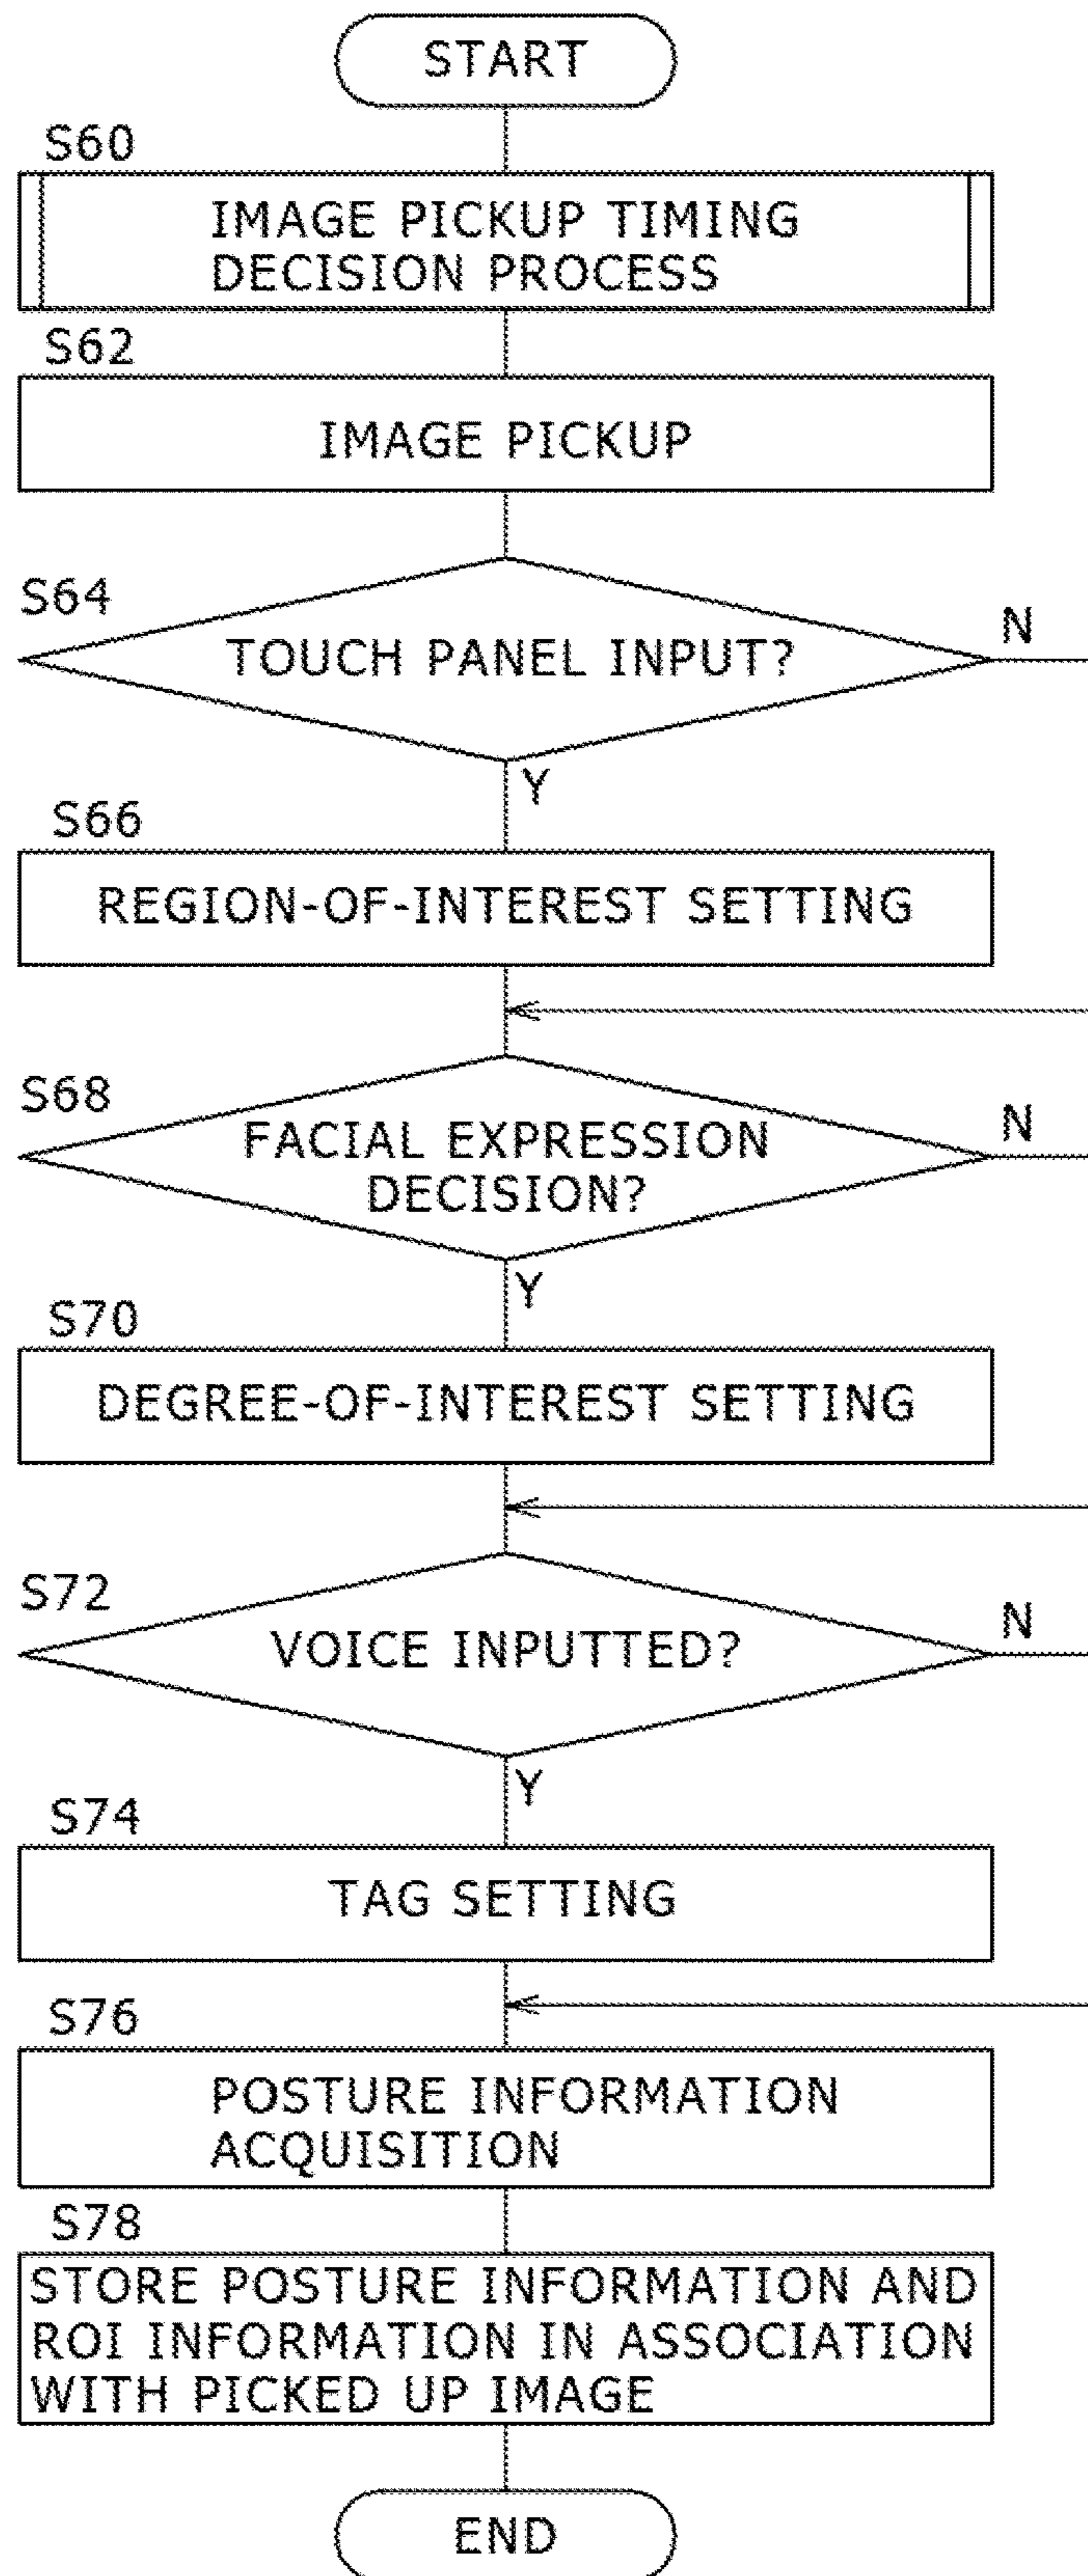 START
S60
IMAGE PICKUP TIMING
DECISION PROCESS
S62
IMAGE PICKUP
S64
TOUCH PANEL INPUT?
N
Y
S66
REGION-OF-INTEREST SETTING
S68
FACIAL EXPRESSION
DECISION?
N
Y
S70
DEGREE-OF-INTEREST SETTING
S72
VOICE INPUTTED?
N
Y
S74
TAG SETTING
S76
POSTURE INFORMATION
ACQUISITION
S78
STORE POSTURE INFORMATION AND
ROI INFORMATION IN ASSOCIATION
WITH PICKED UP IMAGE
END